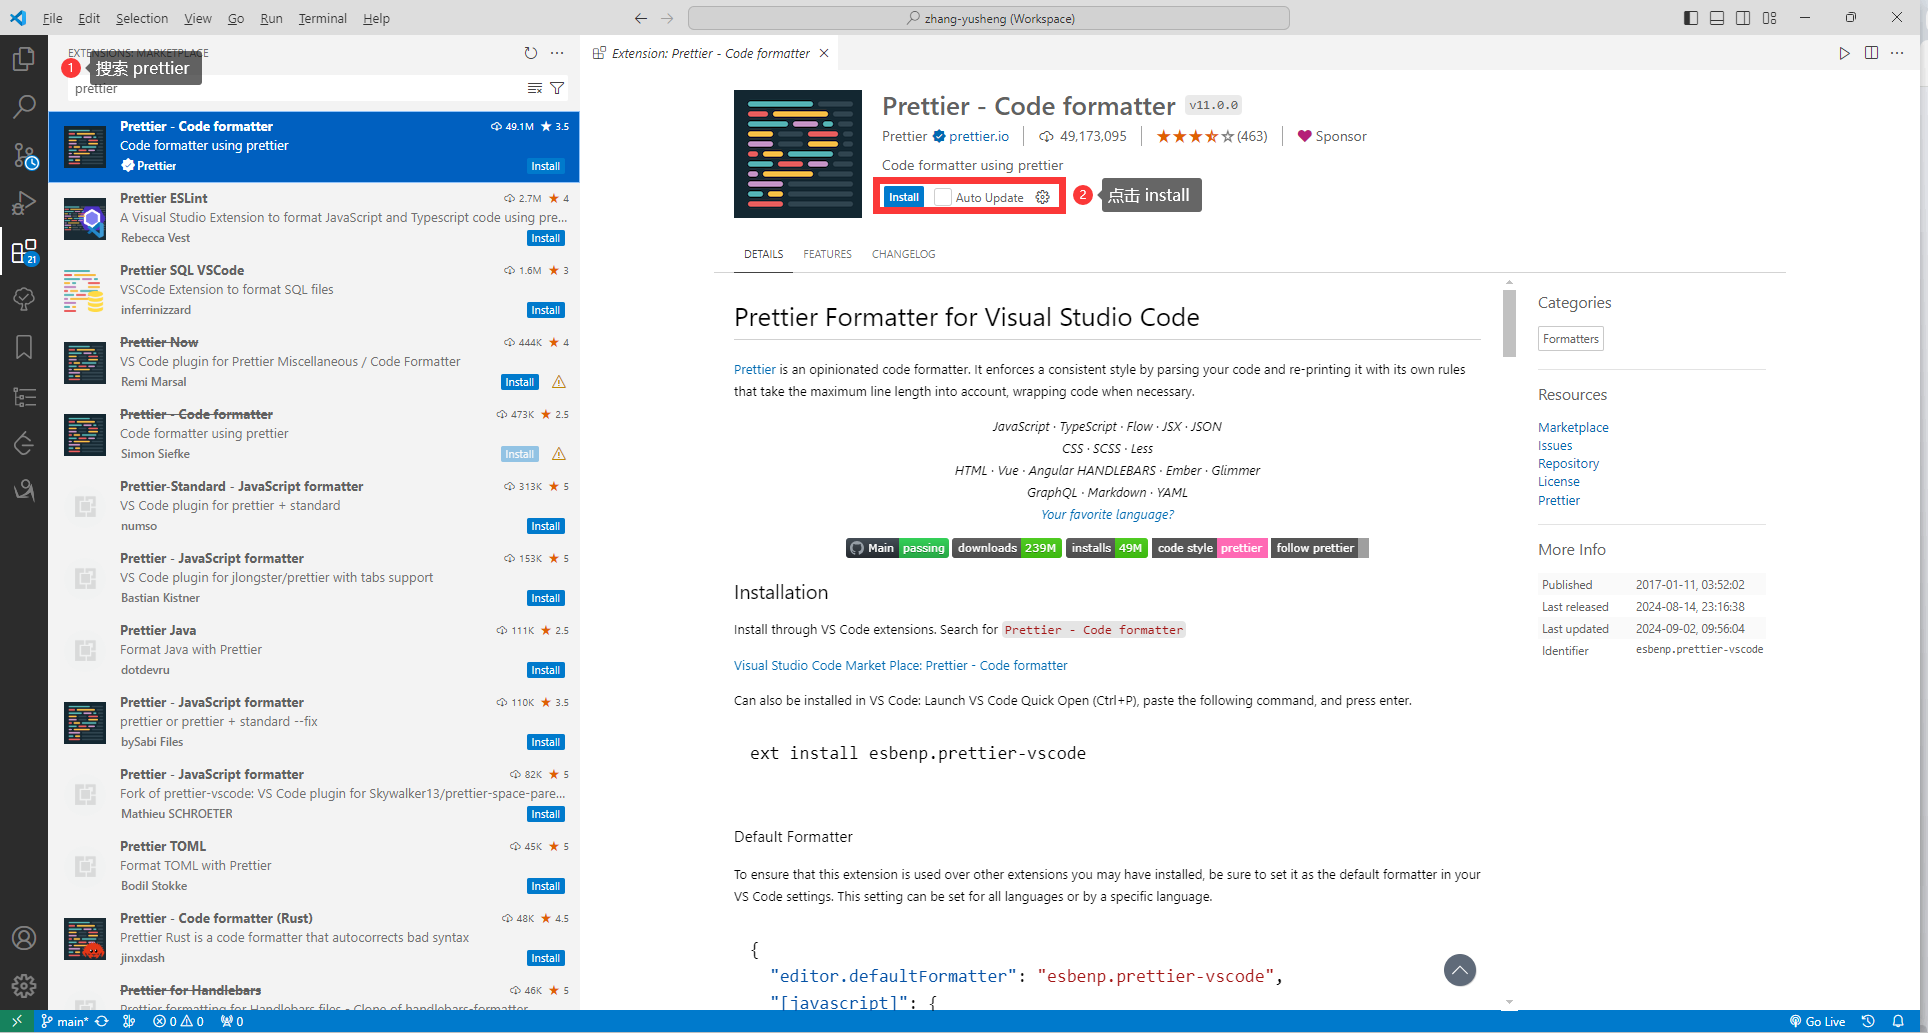 File Edit Selection View Go Run Terminal Help
zhang-yusheng (Workspace)
EXTENSIONS: MARKETPLACE
1 搜索 prettier
prettier
Prettier - Code formatter 49.1M 3.5
Code formatter using prettier
Prettier Install
Prettier ESLint 2.7M 4
A Visual Studio Extension to format JavaScript and Typescript code using pre...
Rebecca Vest Install
Prettier SQL VSCode 1.6M 3
VSCode Extension to format SQL files
inferrinizzard Install
Prettier Now 444K 4
VS Code plugin for Prettier Miscellaneous / Code Formatter
Remi Marsal Install
Prettier - Code formatter 473K 2.5
Code formatter using prettier
Simon Siefke Install
Prettier-Standard - JavaScript formatter 313K 5
VS Code plugin for prettier + standard
numso Install
Prettier - JavaScript formatter 153K 5
VS Code plugin for jlongster/prettier with tabs support
Bastian Kistner Install
Prettier Java 111K 2.5
Format Java with Prettier
dotdevru Install
Prettier - JavaScript formatter 110K 3.5
prettier or prettier + standard --fix
bySabi Files Install
Prettier - JavaScript formatter 82K 5
Fork of prettier-vscode: VS Code plugin for Skywalker13/prettier-space-pare...
Mathieu SCHROETER Install
Prettier TOML 45K 5
Format TOML with Prettier
Bodil Stokke Install
Prettier - Code formatter (Rust) 48K 4.5
Prettier Rust is a code formatter that autocorrects bad syntax
jinxdash Install
Prettier for Handlebars 46K 5
Prettier formatting for Handlebars files - Clone of handlebars-formatter
21
Extension: Prettier - Code formatter
Prettier - Code formatter v11.0.0
Prettier prettier.io 49,173,095 (463) Sponsor
Code formatter using prettier
Install Auto Update 2 点击 install
DETAILS FEATURES CHANGELOG
Prettier Formatter for Visual Studio Code
Prettier is an opinionated code formatter. It enforces a consistent style by parsing your code and re-printing it with its own rules
that take the maximum line length into account, wrapping code when necessary.
JavaScript · TypeScript · Flow · JSX · JSON
CSS · SCSS · Less
HTML · Vue · Angular HANDLEBARS · Ember · Glimmer
GraphQL · Markdown · YAML
Your favorite language?
Main passing downloads 239M installs 49M code style prettier follow prettier
Installation
Install through VS Code extensions. Search for Prettier - Code formatter
Visual Studio Code Market Place: Prettier - Code formatter
Can also be installed in VS Code: Launch VS Code Quick Open (Ctrl+P), paste the following command, and press enter.
ext install esbenp.prettier-vscode
Default Formatter
To ensure that this extension is used over other extensions you may have installed, be sure to set it as the default formatter in your
VS Code settings. This setting can be set for all languages or by a specific language.
{
"editor.defaultFormatter": "esbenp.prettier-vscode",
"[javascript]": {
Categories
Formatters
Resources
Marketplace
Issues
Repository
License
Prettier
More Info
Published 2017-01-11, 03:52:02
Last released 2024-08-14, 23:16:38
Last updated 2024-09-02, 09:56:04
Identifier esbenp.prettier-vscode
main* 0 0 0 Go Live